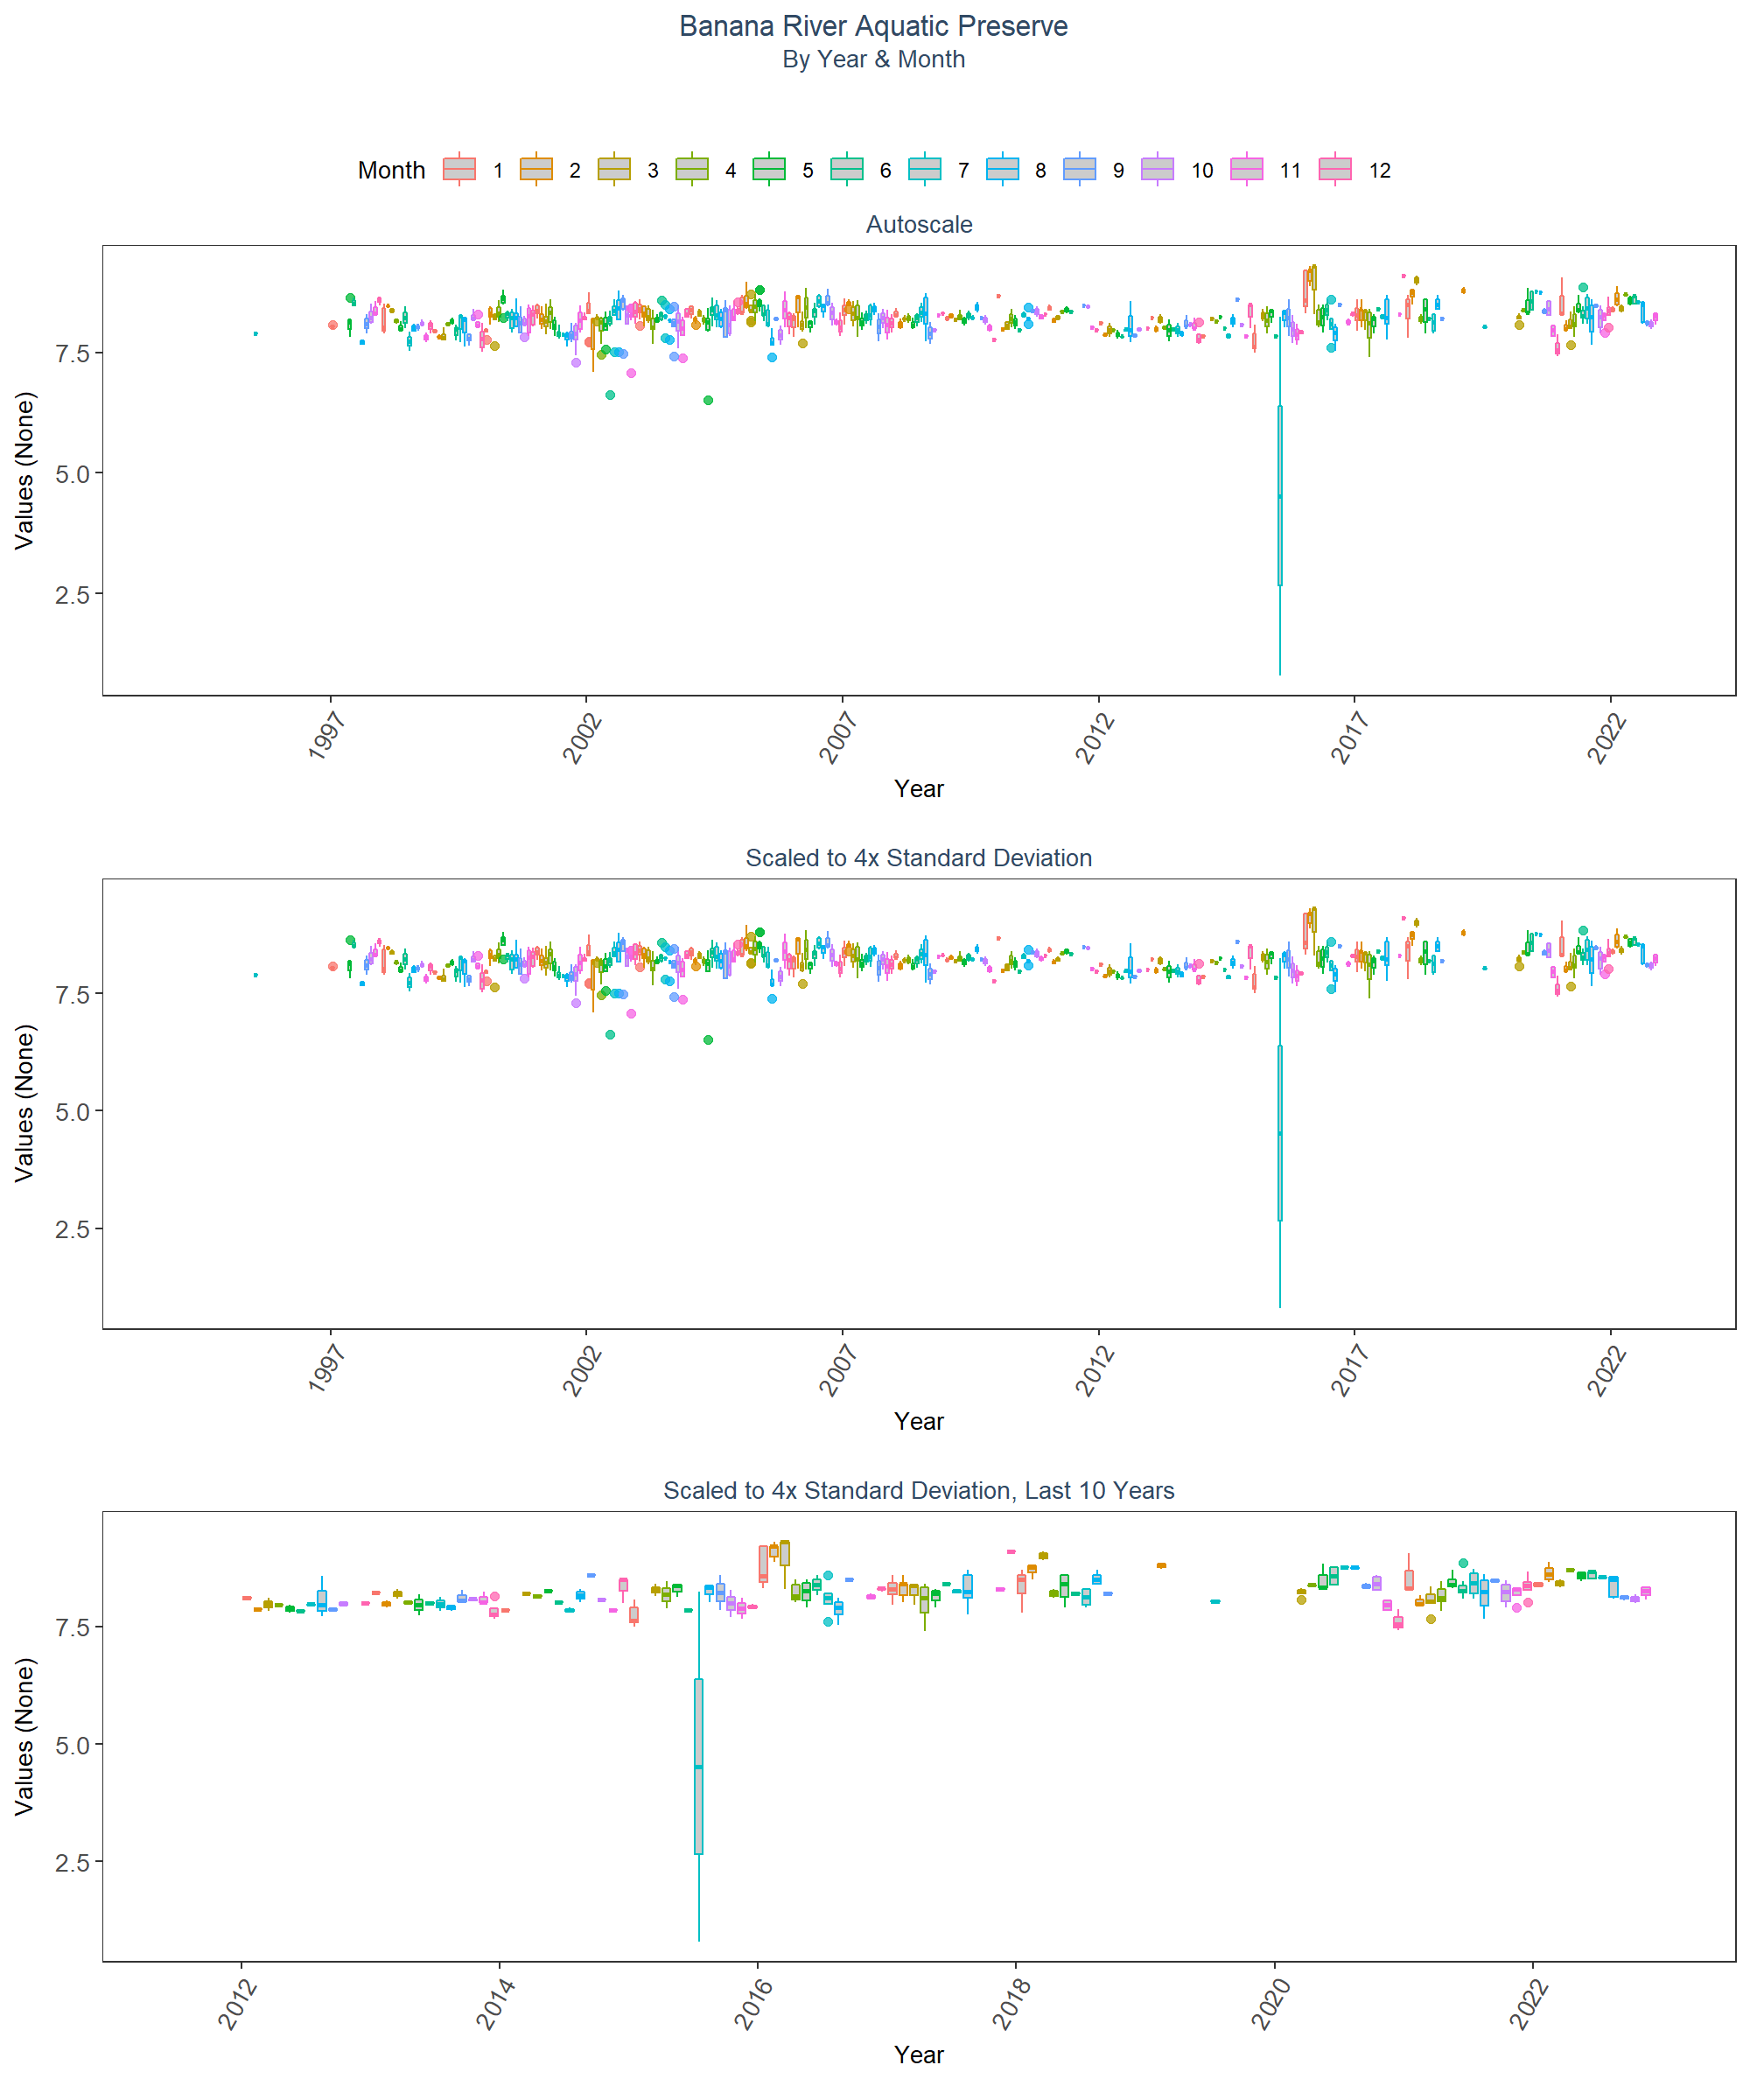 Banana River Aquatic Preserve
By Year & Month
Month 1 2 3 4 5 6 7 8 9 10 11 12
Autoscale
Values (None)
7.5
5.0
2.5
1997 2002 2007 2012 2017 2022
Year
Scaled to 4x Standard Deviation
Values (None)
7.5
5.0
2.5
1997 2002 2007 2012 2017 2022
Year
Scaled to 4x Standard Deviation, Last 10 Years
Values (None)
7.5
5.0
2.5
2012 2014 2016 2018 2020 2022
Year